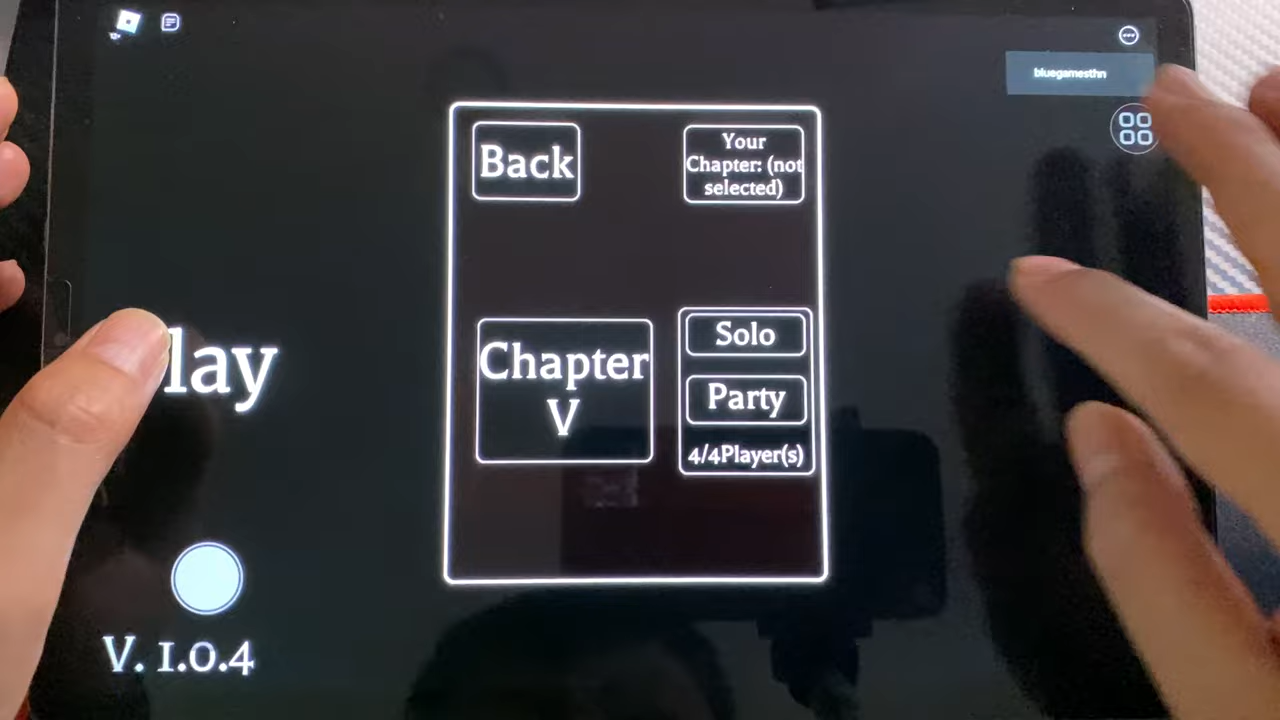 bluegamesthn
Back
Your
Chapter: (not
selected)
lay
Chapter
V
Solo
Party
4/4Player(s)
V. 1.0.4